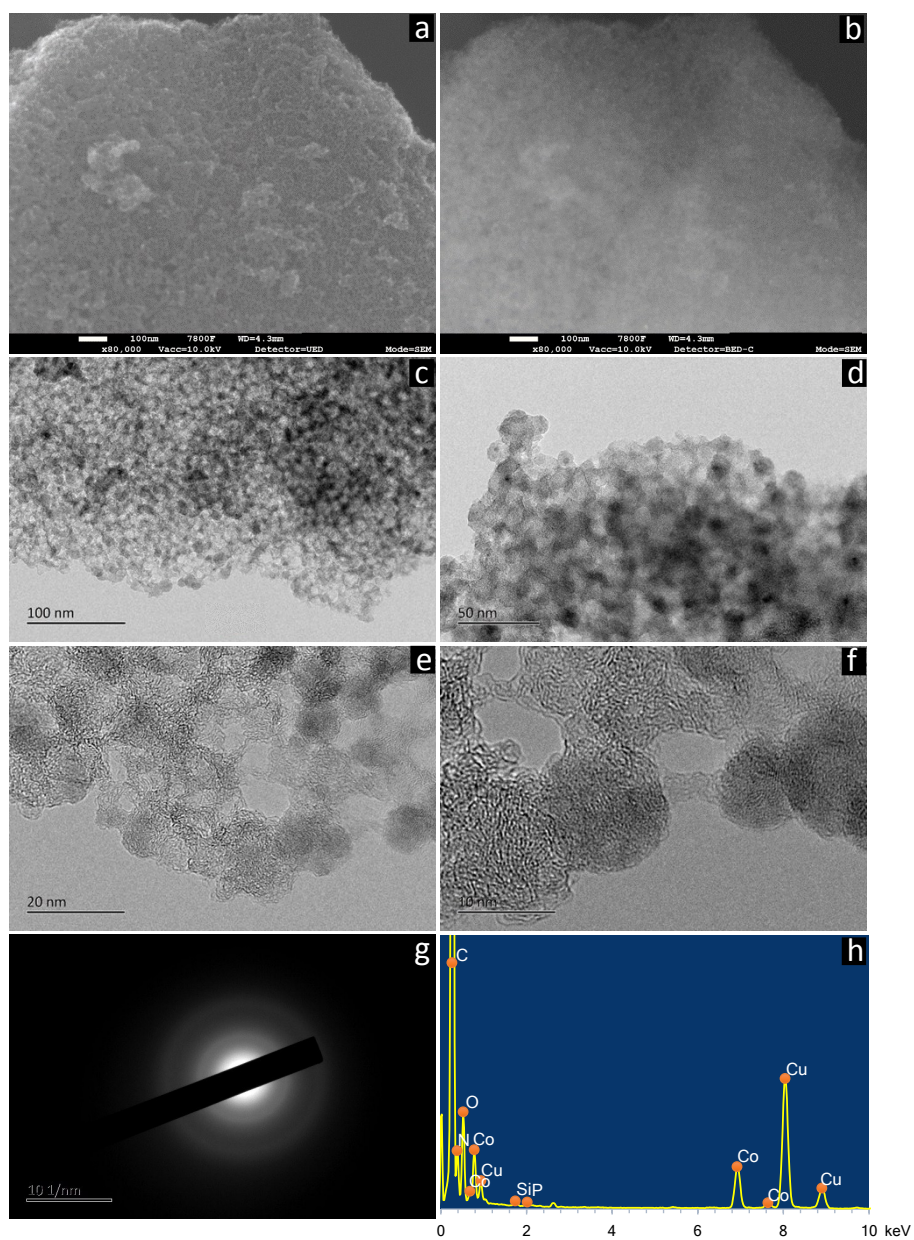 a
b
100nm 7800F WD=4.3mm
x80,000 Vacc=10.0kV Detector=UED Mode=SEM
100nm 7800F WD=4.3mm
x80,000 Vacc=10.0kV Detector=BED-C Mode=SEM
c
100 nm
d
50 nm
e
20 nm
f
10 nm
g
10 1/nm
h
C
O
N Co
Cu
Co
SiP
Co
Co
Cu
Cu
0 2 4 6 8 10 keV